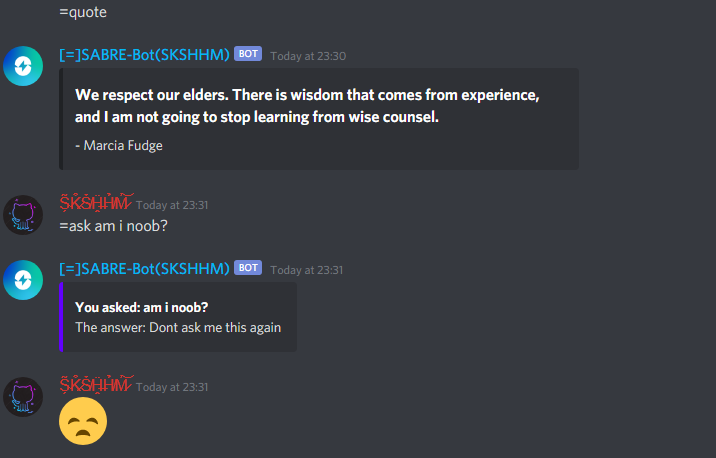 =quote
[=]SABRE-Bot(SKSHHM) BOT Today at 23:30
We respect our elders. There is wisdom that comes from experience,
and I am not going to stop learning from wise counsel.
- Marcia Fudge
SKSHHM Today at 23:31
=ask am i noob?
[=]SABRE-Bot(SKSHHM) BOT Today at 23:31
You asked: am i noob?
The answer: Dont ask me this again
SKSHHM Today at 23:31